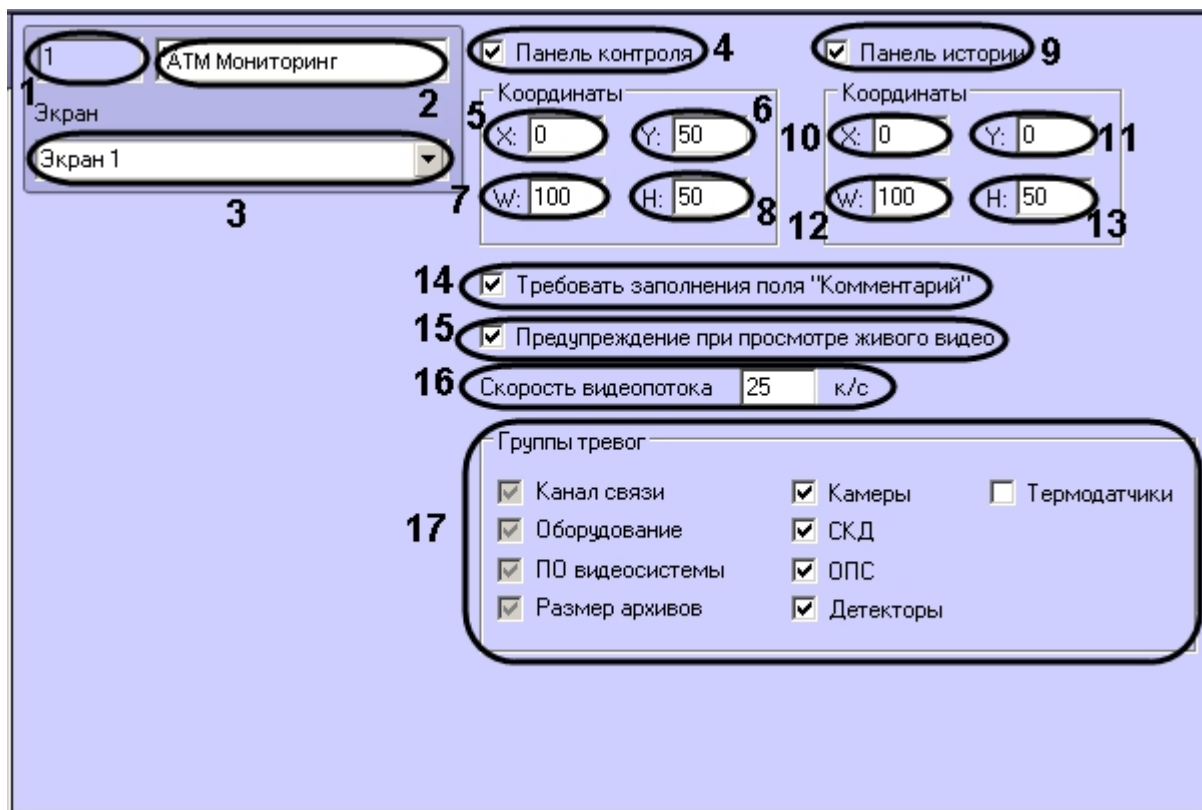 1
АТМ Мониторинг
1
2
Экран
Экран 1
3
Панель контроля 4
Координаты
5 X: 0
Y: 50 6
7 W: 100
H: 50 8
Панель истории 9
Координаты
10 X: 0
Y: 0 11
12 W: 100
H: 50 13
14 Требовать заполнения поля "Комментарий"
15 Предупреждение при просмотре живого видео
16 Скорость видеопотока 25 к/с
17
Группы тревог
Канал связи
Оборудование
ПО видеосистемы
Размер архивов
Камеры
СКД
ОПС
Детекторы
Термодатчики